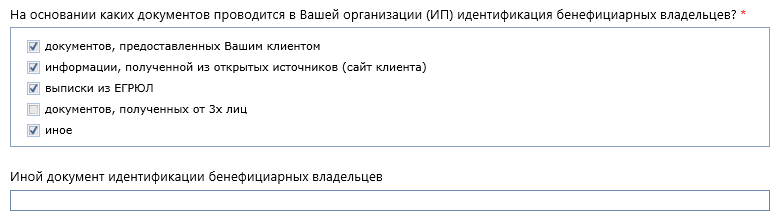 На основании каких документов проводится в Вашей организации (ИП) идентификация бенефициарных владельцев? *
документов, предоставленных Вашим клиентом
информации, полученной из открытых источников (сайт клиента)
выписки из ЕГРЮЛ
документов, полученных от 3х лиц
иное
Иной документ идентификации бенефициарных владельцев